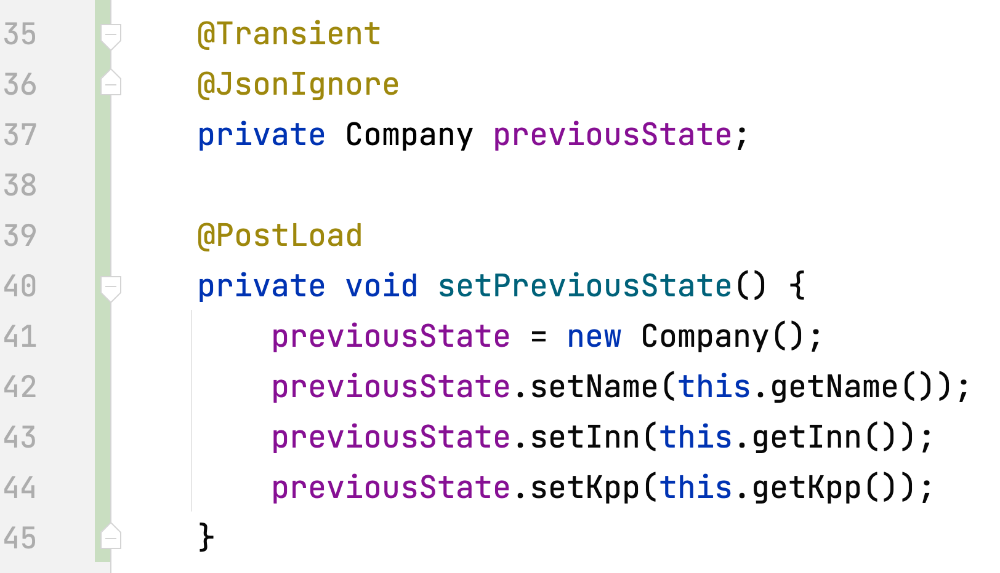 35 @Transient
36 @JsonIgnore
37 private Company previousState;
38
39 @PostLoad
40 private void setPreviousState() {
41 previousState = new Company();
42 previousState.setName(this.getName());
43 previousState.setInn(this.getInn());
44 previousState.setKpp(this.getKpp());
45 }